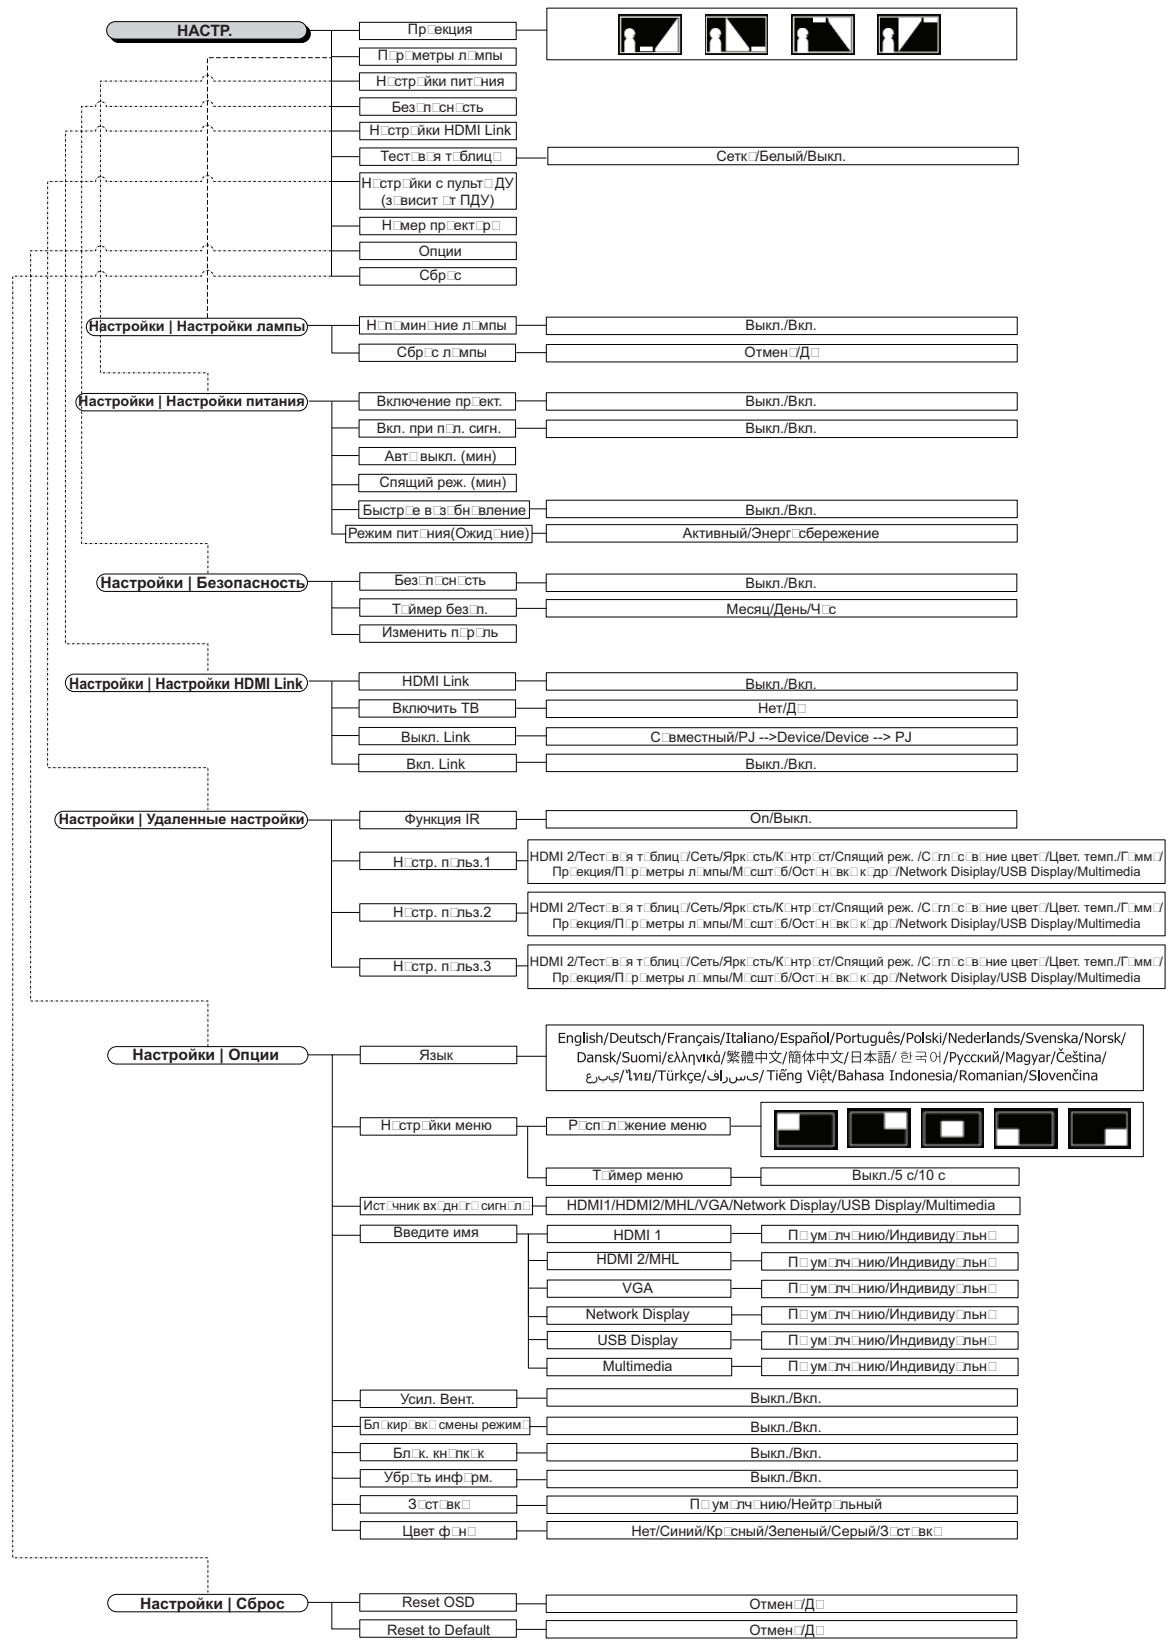 НАСТР.
Пр□екция
П□р□метры л□мпы
Н□стр□йки пит□ния
Без□п□сн□сть
Н□стр□йки HDMI Link
Тест□в□я т□блиц□
Сетк□/Белый/Выкл.
Н□стр□йки с пульт□ ДУ
(з□висит □т ПДУ)
Н□мер пр□ект□р□
Опции
Сбр□с
Настройки | Настройки лампы
Н□п□мин□ние л□мпы
Выкл./Вкл.
Сбр□с л□мпы
Отмен□/Д□
Настройки | Настройки питания
Включение пр□ект.
Выкл./Вкл.
Вкл. при п□л. сигн.
Выкл./Вкл.
Авт□выкл. (мин)
Спящий реж. (мин)
Быстр□е в□з□бн□вление
Выкл./Вкл.
Режим пит□ния(Ожид□ние)
Активный/Энерг□сбережение
Настройки | Безопасность
Без□п□сн□сть
Выкл./Вкл.
Т□ймер без□п.
Месяц/День/Ч□с
Изменить п□р□ль
Настройки | Настройки HDMI Link
HDMI Link
Выкл./Вкл.
Включить ТВ
Нет/Д□
Выкл. Link
С□вместный/PJ -->Device/Device --> PJ
Вкл. Link
Выкл./Вкл.
Настройки | Удаленные настройки
Функция IR
On/Выкл.
Н□стр. п□льз.1
HDMI 2/Тест□в□я т□блиц□/Сеть/Ярк□сть/К□нтр□ст/Спящий реж. /С□гл□с□в□ние цвет□/Цвет. темп./Г□мм□/
Пр□екция/П□р□метры л□мпы/М□сшт□б/Ост□н□вк□ к□др□/Network Disiplay/USB Display/Multimedia
Н□стр. п□льз.2
HDMI 2/Тест□в□я т□блиц□/Сеть/Ярк□сть/К□нтр□ст/Спящий реж. /С□гл□с□в□ние цвет□/Цвет. темп./Г□мм□/
Пр□екция/П□р□метры л□мпы/М□сшт□б/Ост□н□вк□ к□др□/Network Disiplay/USB Display/Multimedia
Н□стр. п□льз.3
HDMI 2/Тест□в□я т□блиц□/Сеть/Ярк□сть/К□нтр□ст/Спящий реж. /С□гл□с□в□ние цвет□/Цвет. темп./Г□мм□/
Пр□екция/П□р□метры л□мпы/М□сшт□б/Ост□н□вк□ к□др□/Network Disiplay/USB Display/Multimedia
Настройки | Опции
Язык
English/Deutsch/Français/Italiano/Español/Português/Polski/Nederlands/Svenska/Norsk/
Dansk/Suomi/ελληνικά/繁體中文/簡体中文/日本語/ 한국어/Русский/Magyar/Čeština/
يبرع/ไทย/Türkçe/یسراف/ Tiếng Việt/Bahasa Indonesia/Romanian/Slovenčina
Н□стр□йки меню
Р□сп□л□жение меню
Т□ймер меню
Выкл./5 с/10 с
Ист□чник вх□дн□г□ сигн□л□
HDMI1/HDMI2/MHL/VGA/Network Display/USB Display/Multimedia
Введите имя
HDMI 1
П□ ум□лч□нию/Индивиду□льн□
HDMI 2/MHL
П□ ум□лч□нию/Индивиду□льн□
VGA
П□ ум□лч□нию/Индивиду□льн□
Network Display
П□ ум□лч□нию/Индивиду□льн□
USB Display
П□ ум□лч□нию/Индивиду□льн□
Multimedia
П□ ум□лч□нию/Индивиду□льн□
Усил. Вент.
Выкл./Вкл.
Бл□кир□вк□ смены режим□
Выкл./Вкл.
Бл□к. кн□п□к
Выкл./Вкл.
Убр□ть инф□рм.
Выкл./Вкл.
З□ст□вк□
П□ ум□лч□нию/Нейтр□льный
Цвет ф□н□
Нет/Синий/Кр□сный/Зеленый/Серый/З□ст□вк□
Настройки | Сброс
Reset OSD
Отмен□/Д□
Reset to Default
Отмен□/Д□